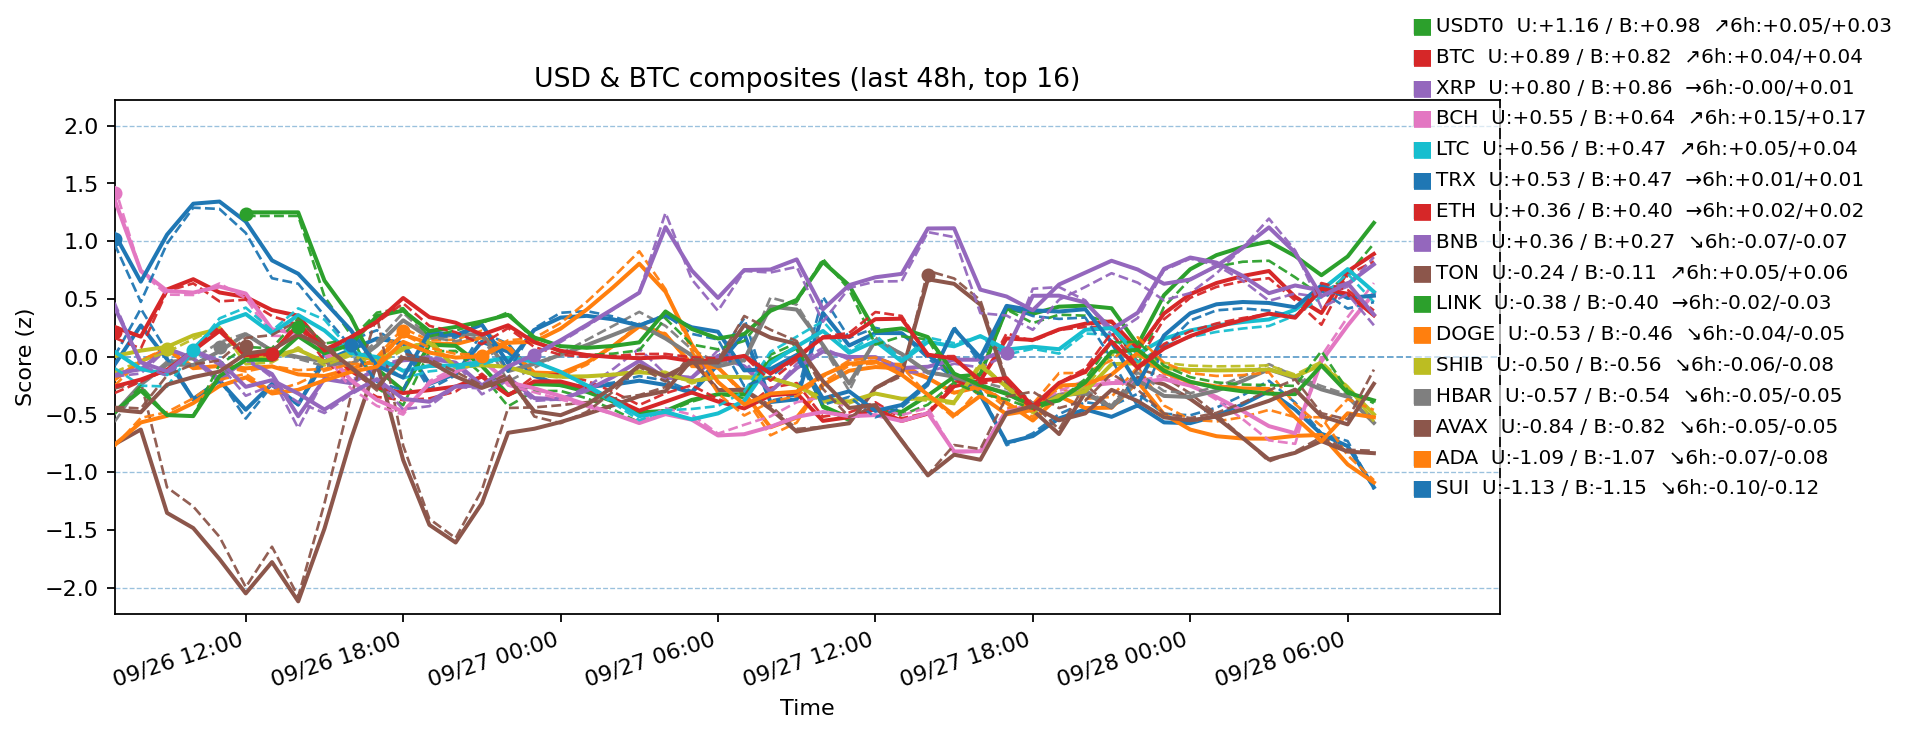 USD & BTC composites (last 48h, top 16)
USDT0 U:+1.16 / B:+0.98 ↗6h:+0.05/+0.03
BTC U:+0.89 / B:+0.82 ↗6h:+0.04/+0.04
XRP U:+0.80 / B:+0.86 →6h:-0.00/+0.01
BCH U:+0.55 / B:+0.64 ↗6h:+0.15/+0.17
LTC U:+0.56 / B:+0.47 ↗6h:+0.05/+0.04
TRX U:+0.53 / B:+0.47 →6h:+0.01/+0.01
ETH U:+0.36 / B:+0.40 →6h:+0.02/+0.02
BNB U:+0.36 / B:+0.27 ↘6h:-0.07/-0.07
TON U:-0.24 / B:-0.11 ↗6h:+0.05/+0.06
LINK U:-0.38 / B:-0.40 →6h:-0.02/-0.03
DOGE U:-0.53 / B:-0.46 ↘6h:-0.04/-0.05
SHIB U:-0.50 / B:-0.56 ↘6h:-0.06/-0.08
HBAR U:-0.57 / B:-0.54 ↘6h:-0.05/-0.05
AVAX U:-0.84 / B:-0.82 ↘6h:-0.05/-0.05
ADA U:-1.09 / B:-1.07 ↘6h:-0.07/-0.08
SUI U:-1.13 / B:-1.15 ↘6h:-0.10/-0.12
Score (z)
2.0
1.5
1.0
0.5
0.0
−0.5
−1.0
−1.5
−2.0
09/26 12:00
09/26 18:00
09/27 00:00
09/27 06:00
09/27 12:00
09/27 18:00
09/28 00:00
09/28 06:00
Time